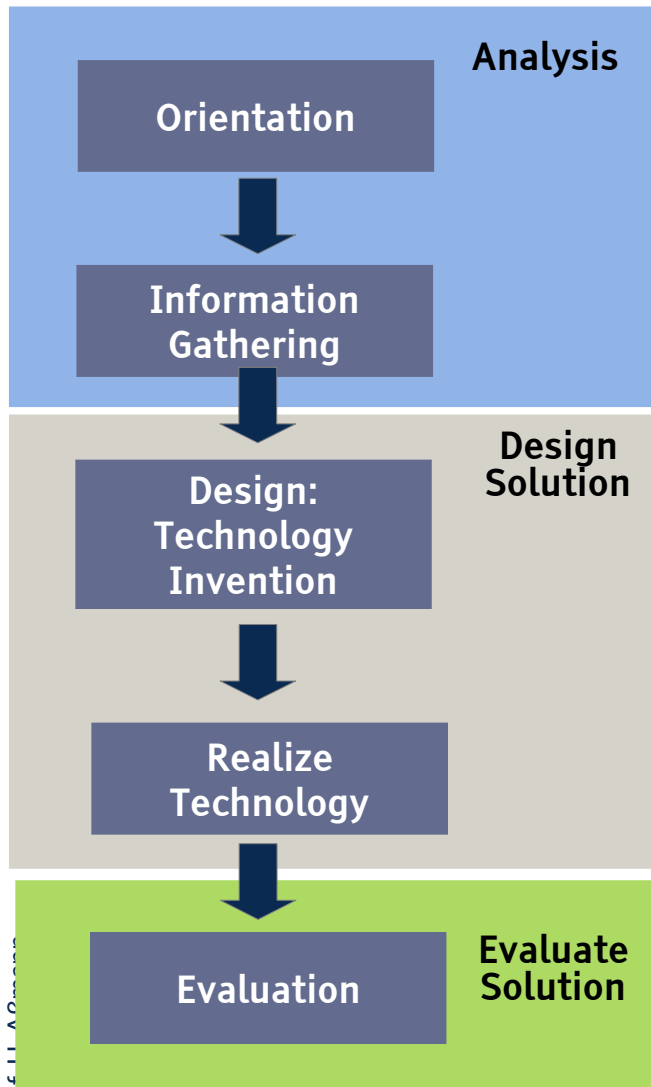 Analysis
Orientation
Information
Gathering
Design
Solution
Design:
Technology
Invention
Realize
Technology
Evaluate
Solution
Evaluation